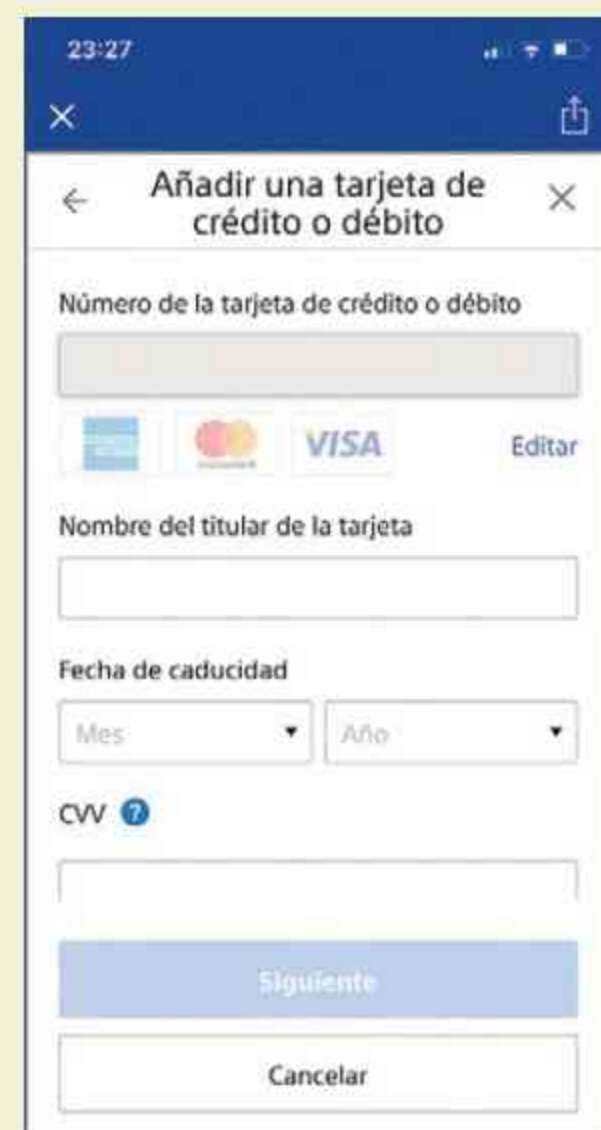 23:27
Añadir una tarjeta de
crédito o débito
Número de la tarjeta de crédito o débito
VISA
Editar
Nombre del titular de la tarjeta
Fecha de caducidad
Mes
Año
CVV ?
Siguiente
Cancelar